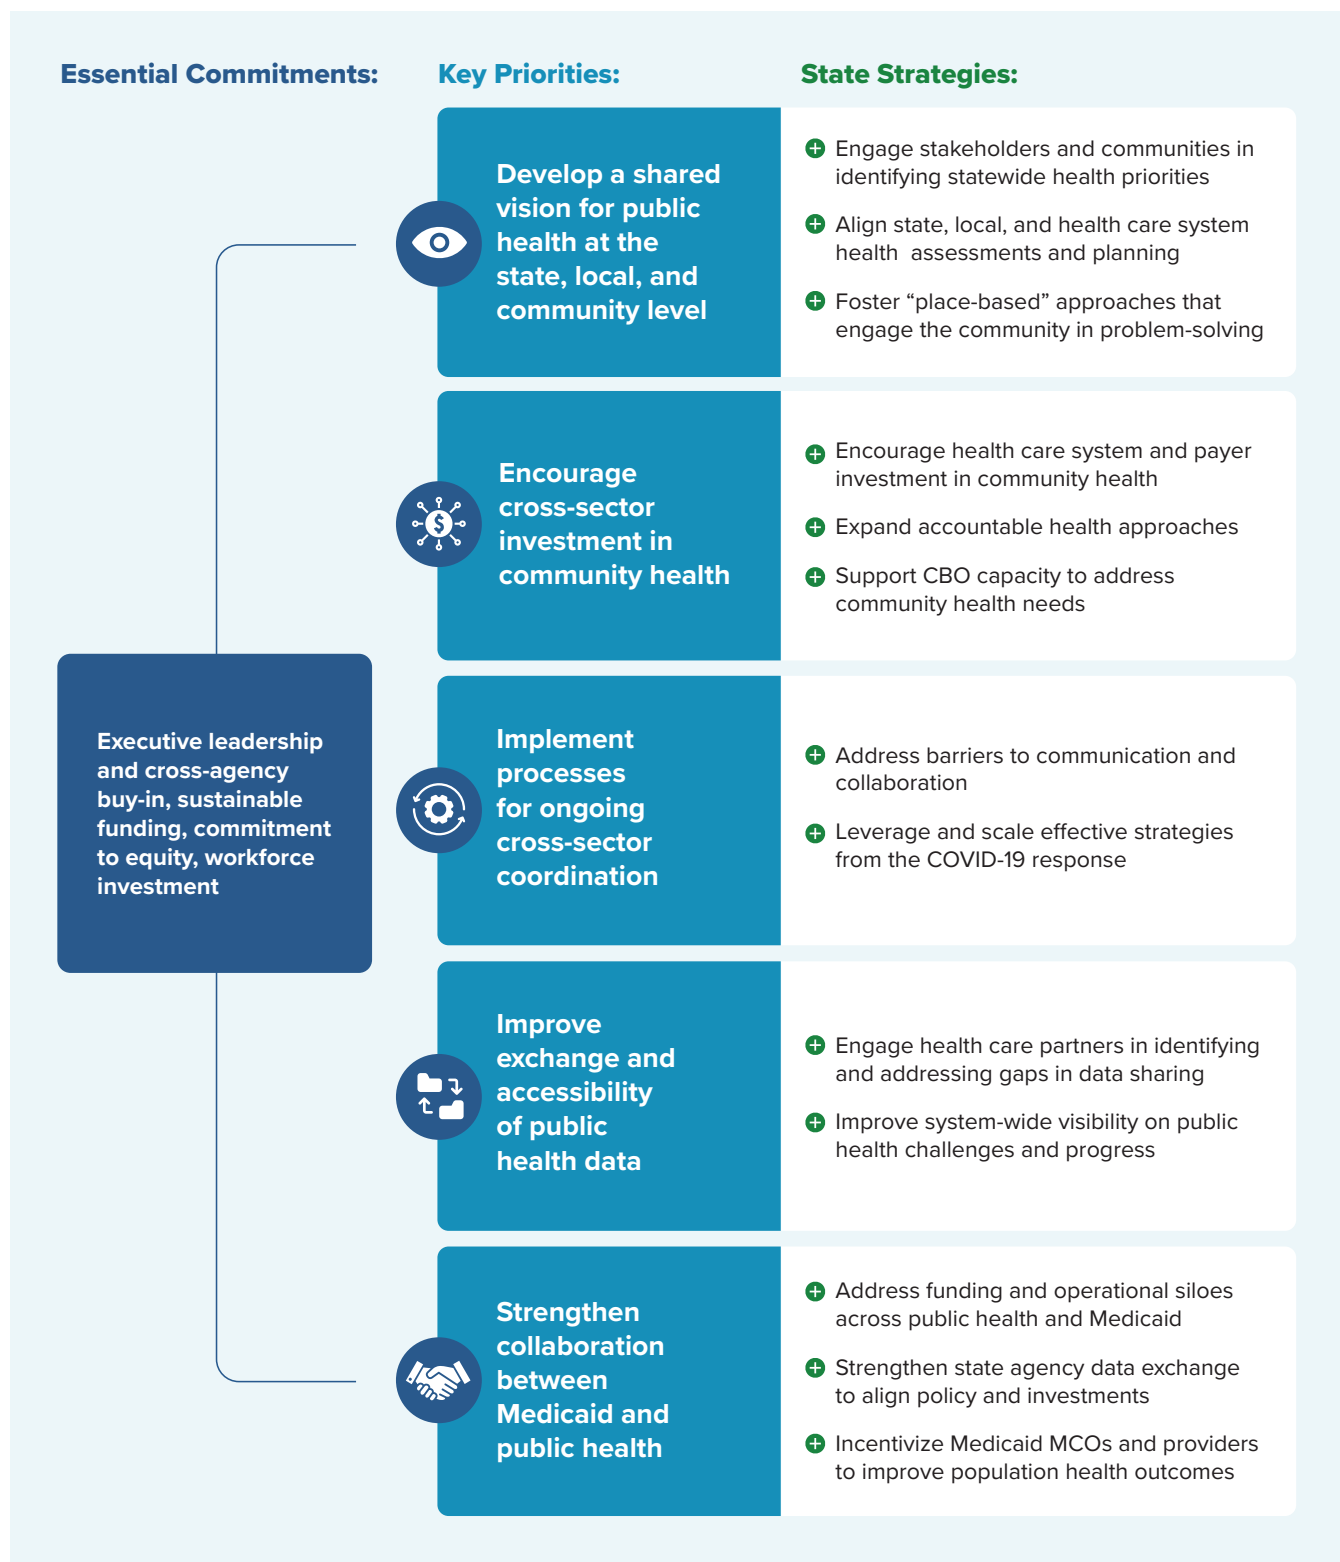 Essential Commitments:
Key Priorities:
State Strategies:
Executive leadership
and cross-agency
buy-in, sustainable
funding, commitment
to equity, workforce
investment
Develop a shared
vision for public
health at the
state, local, and
community level
Engage stakeholders and communities in
identifying statewide health priorities
Align state, local, and health care system
health  assessments and planning
Foster “place-based” approaches that
engage the community in problem-solving
Encourage
cross-sector
investment in
community health
Encourage health care system and payer
investment in community health
Expand accountable health approaches
Support CBO capacity to address
community health needs
Implement
processes
for ongoing
cross-sector
coordination
Address barriers to communication and
collaboration
Leverage and scale effective strategies
from the COVID-19 response
Improve
exchange and
accessibility
of public
health data
Engage health care partners in identifying
and addressing gaps in data sharing
Improve system-wide visibility on public
health challenges and progress
Strengthen
collaboration
between
Medicaid and
public health
Address funding and operational siloes
across public health and Medicaid
Strengthen state agency data exchange
to align policy and investments
Incentivize Medicaid MCOs and providers
to improve population health outcomes